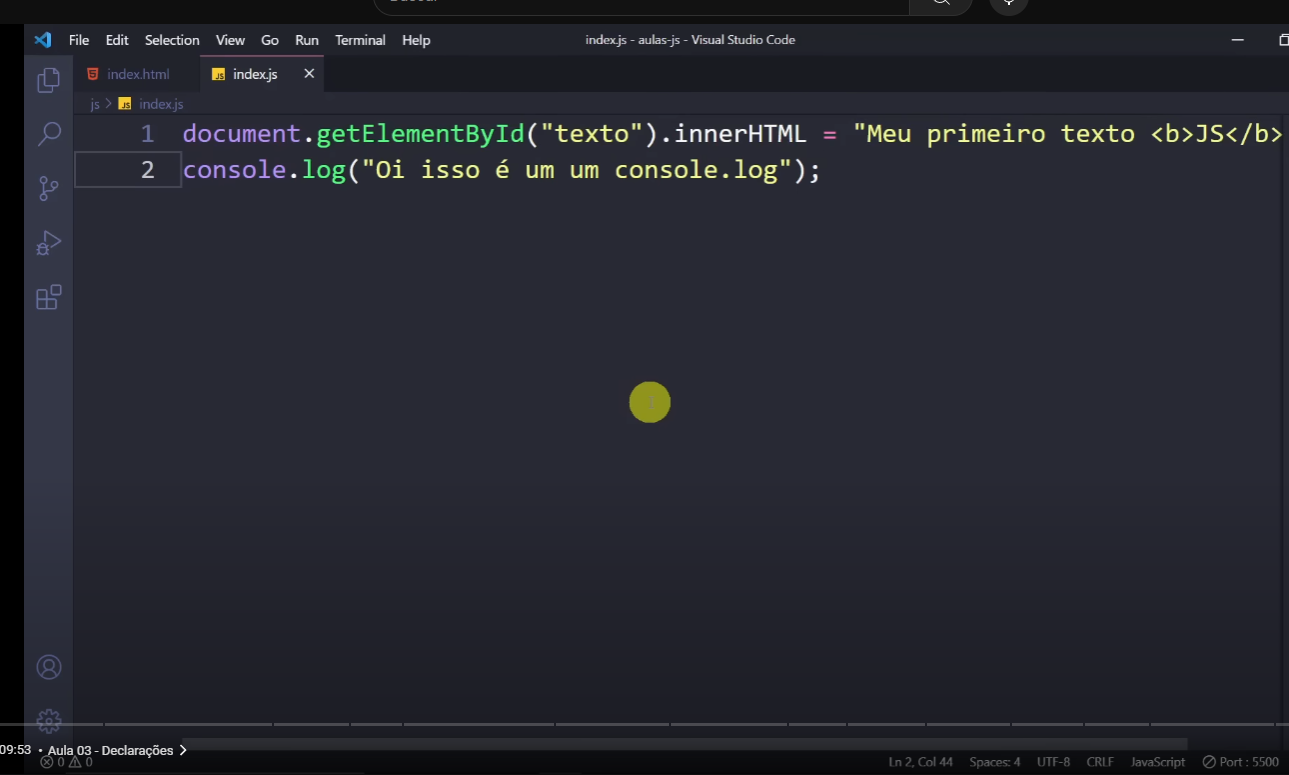 File Edit Selection View Go Run Terminal Help index.js - aulas-js - Visual Studio Code
index.html JS index.js
js > JS index.js
1 document.getElementById("texto").innerHTML = "Meu primeiro texto <b>JS</b>
2 console.log("Oi isso é um um console.log");
09:53 • Aula 03 - Declarações >
0 0 Ln 2, Col 44 Spaces: 4 UTF-8 CRLF JavaScript Port : 5500